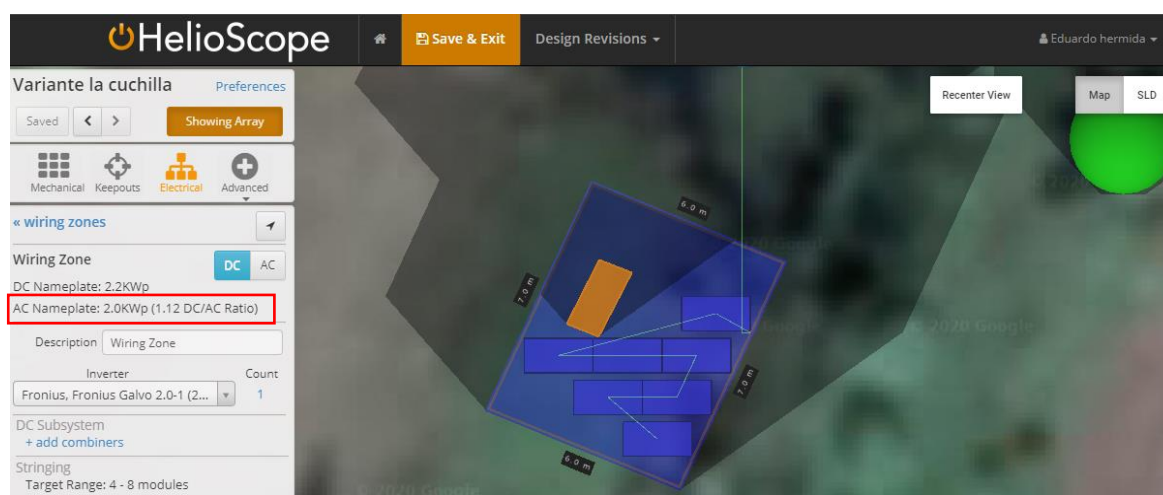 HelioScope
Save & Exit
Design Revisions
Eduardo hermida
Variante la cuchilla
Preferences
Saved
< >
Showing Array
Mechanical
Keepouts
Electrical
Advanced
« wiring zones
Wiring Zone
DC
AC
DC Nameplate: 2.2KWp
AC Nameplate: 2.0KWp (1.12 DC/AC Ratio)
Description
Wiring Zone
Inverter
Count
Fronius, Fronius Galvo 2.0-1 (2...
1
DC Subsystem
+ add combiners
Stringing
Target Range: 4 - 8 modules
Recenter View
Map
SLD
6.0 m
7.0 m
7.0 m
6.0 m
2020 Google
© 2020 Google